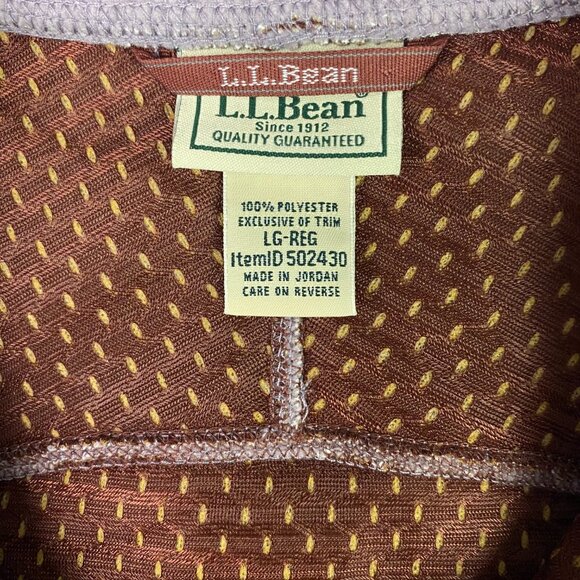 L.L.Bean
L.L.Bean®
Since 1912
QUALITY GUARANTEED
100% POLYESTER
EXCLUSIVE OF TRIM
LG-REG
ItemID 502430
MADE IN JORDAN
CARE ON REVERSE